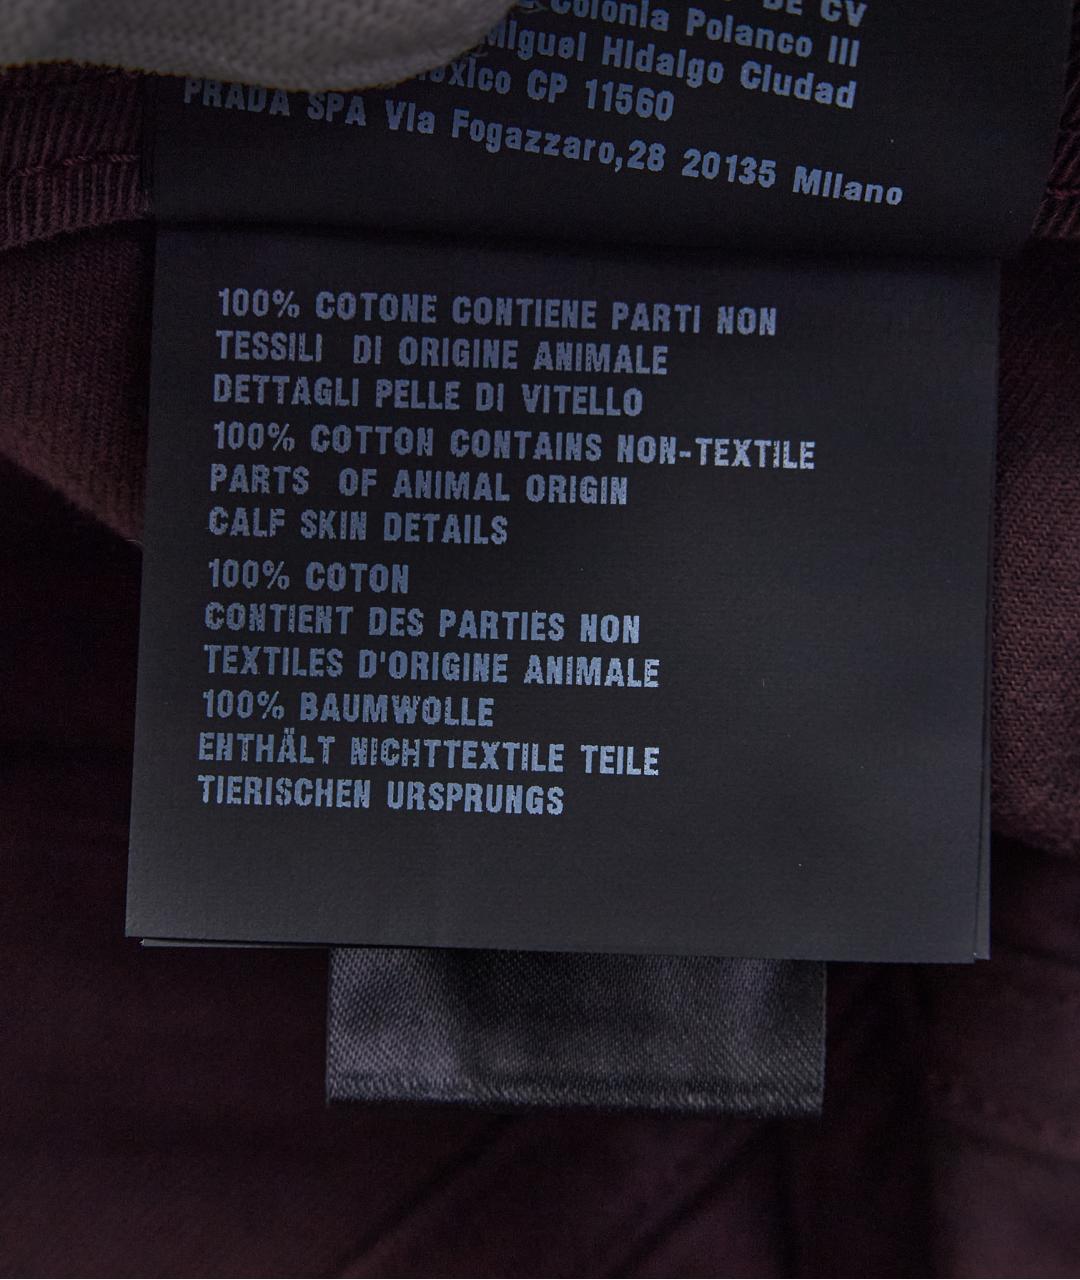 DE CV
Colonia Polanco III
Miguel Hidalgo Ciudad
CP 11560
PRADA SPA VIa Fogazzaro,28 20135 MIlano
100% COTONE CONTIENE PARTI NON
TESSILI DI ORIGINE ANIMALE
DETTAGLI PELLE DI VITELLO
100% COTTON CONTAINS NON-TEXTILE
PARTS OF ANIMAL ORIGIN
CALF SKIN DETAILS
100% COTON
CONTIENT DES PARTIES NON
TEXTILES D'ORIGINE ANIMALE
100% BAUMWOLLE
ENTHÄLT NICHTTEXTILE TEILE
TIERISCHEN URSPRUNGS